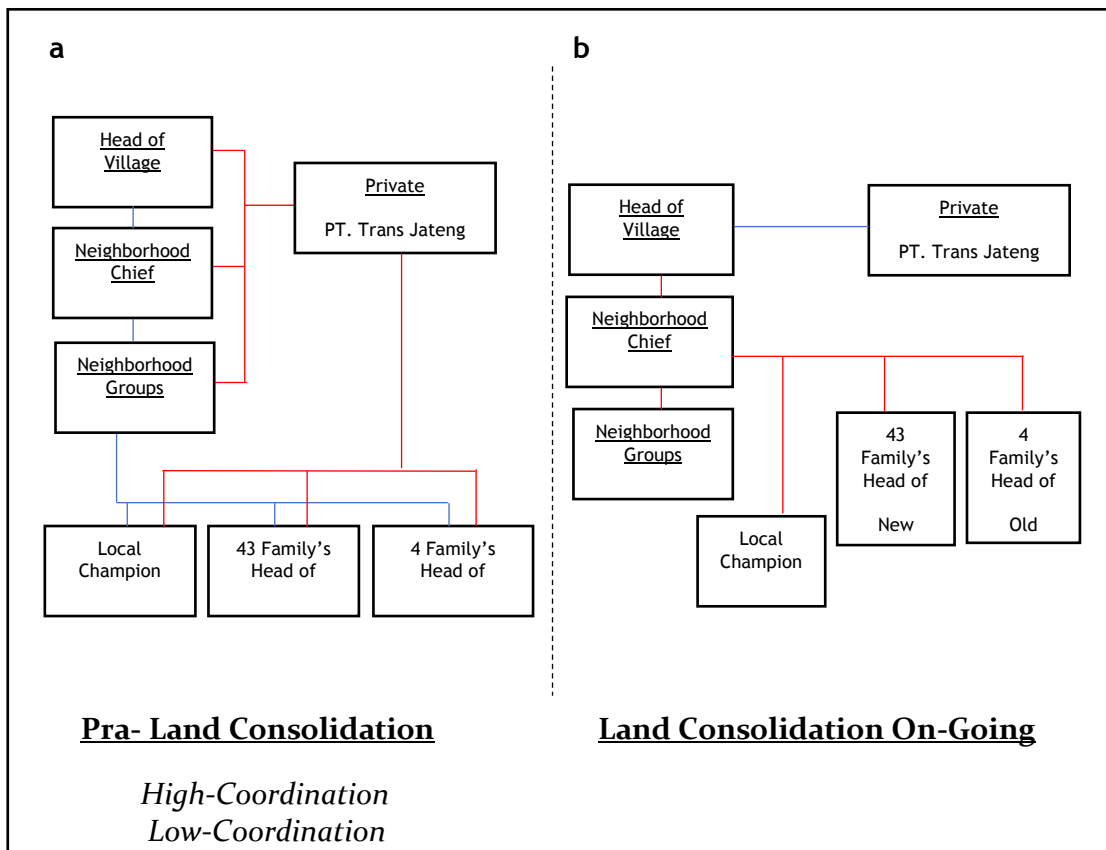 a
Head of
Village
Neighborhood
Chief
Neighborhood
Groups
Private
PT. Trans Jateng
Local
Champion
43 Family's
Head of
4 Family's
Head of
Pra- Land Consolidation
High-Coordination
Low-Coordination
b
Head of
Village
Private
PT. Trans Jateng
Neighborhood
Chief
Neighborhood
Groups
Local
Champion
43
Family's
Head of
New
4
Family's
Head of
Old
Land Consolidation On-Going